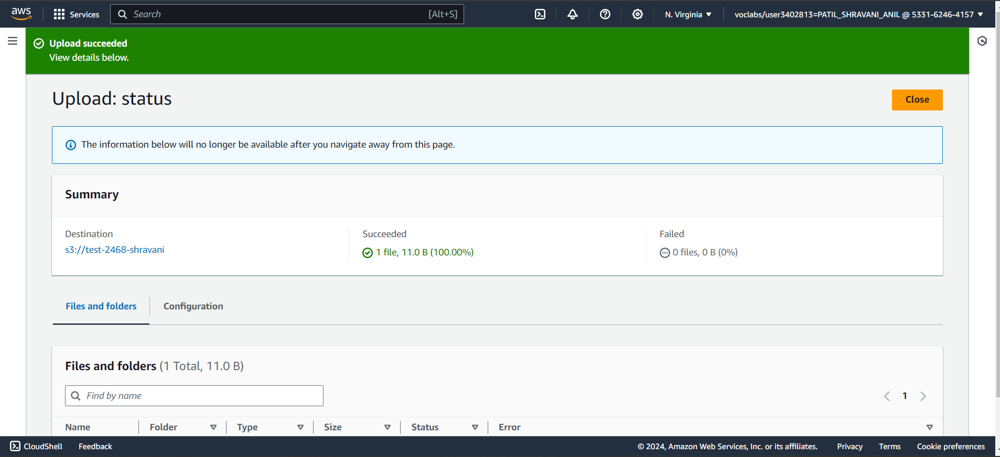 aws Services Search [Alt+S] N. Virginia voclabs/user3402813=PATIL_SHRAVANI_ANIL @ 5331-6246-4157
Upload succeeded
View details below.
Upload: status
Close
The information below will no longer be available after you navigate away from this page.
Summary
Destination
s3://test-2468-shravani
Succeeded
1 file, 11.0 B (100.00%)
Failed
0 files, 0 B (0%)
Files and folders Configuration
Files and folders (1 Total, 11.0 B)
Find by name 1
Name Folder Type Size Status Error
CloudShell Feedback © 2024, Amazon Web Services, Inc. or its affiliates. Privacy Terms Cookie preferences